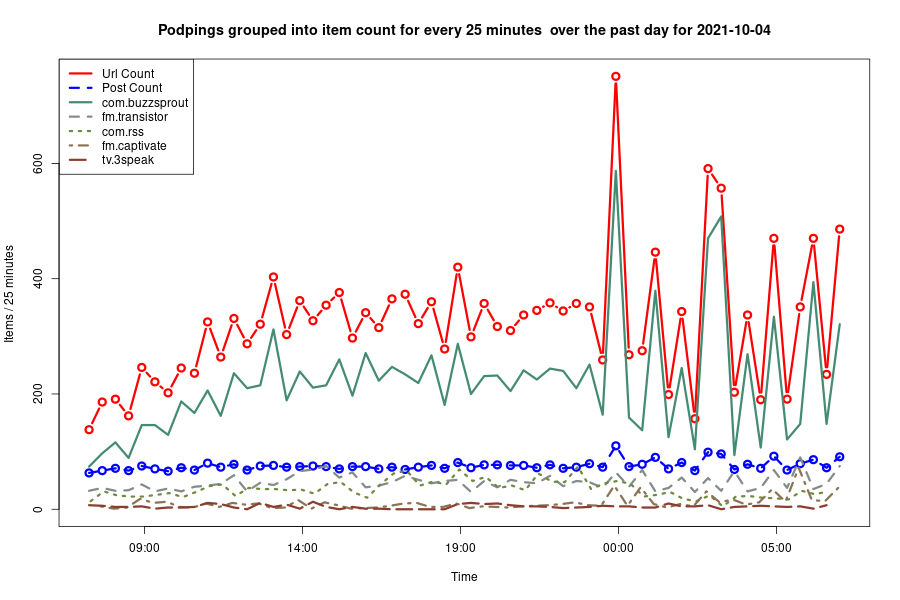 Podpings grouped into item count for every 25 minutes  over the past day for 2021-10-04
Url Count
Post Count
com.buzzsprout
fm.transistor
com.rss
fm.captivate
tv.3speak
Items / 25 minutes
600
400
200
0
09:00
14:00
19:00
00:00
05:00
Time